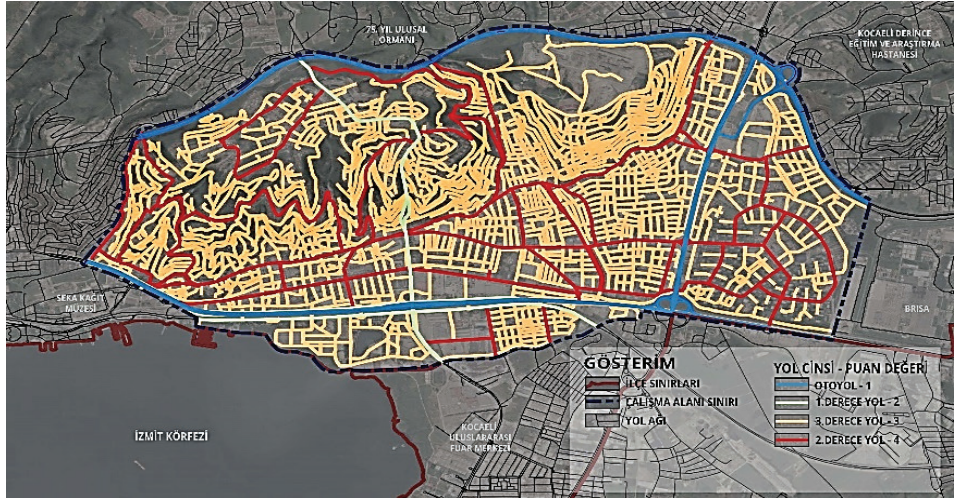 25. YIL ULUSAL
ORMANI
KOCAELİ DERİNCE
EĞİTİM VE ARAŞTIRMA
HASTANESİ
SEKA KAĞIT
MÜZESİ
BRISA
İZMİT KÖRFEZİ
KOCAELİ
ULUSLARARASI
FUAR MERKEZİ
GÖSTERİM
İLÇE SINIRLARI
ÇALIŞMA ALANI SINIRI
YOL AĞI
YOL CİNSİ - PUAN DEĞERİ
OTOYOL - 1
1.DERECE YOL - 2
3.DERECE YOL - 3
2.DERECE YOL - 4